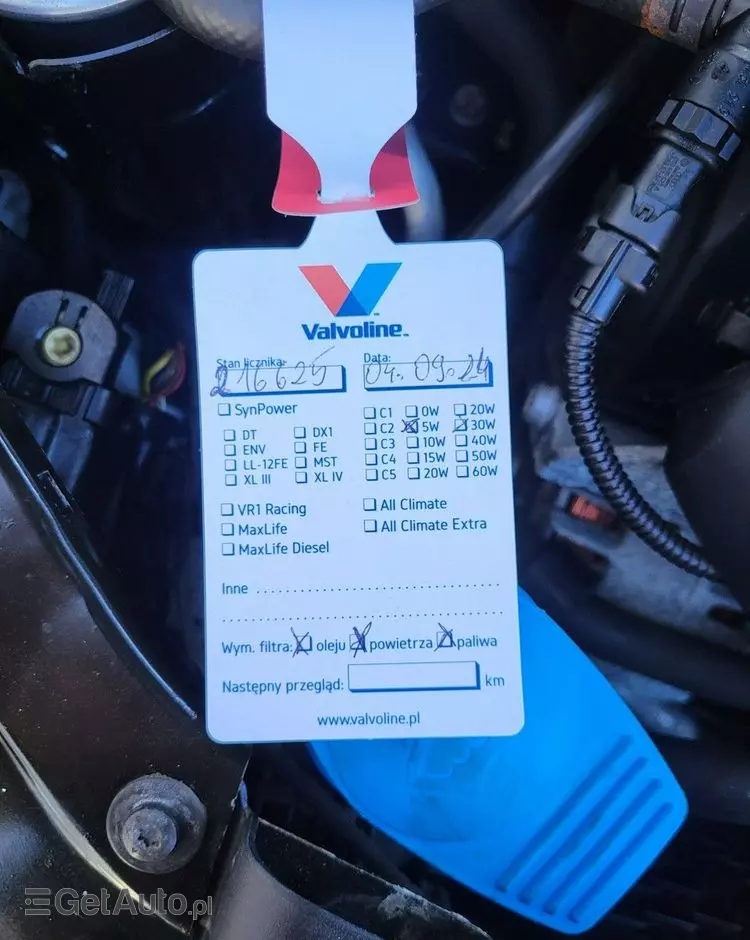 Valvoline
Stan licznika: Data:
216625 04.09.24
SynPower
C1 0W 20W
C2 5W 30W
DT DX1
C3 10W 40W
ENV FE
C4 15W 50W
LL-12FE MST
C5 20W 60W
XL III XL IV
VR1 Racing
All Climate
MaxLife
All Climate Extra
MaxLife Diesel
Inne
Wym. filtra: oleju powietrza paliwa
Następny przegląd: km
www.valvoline.pl
GetAuto.pl